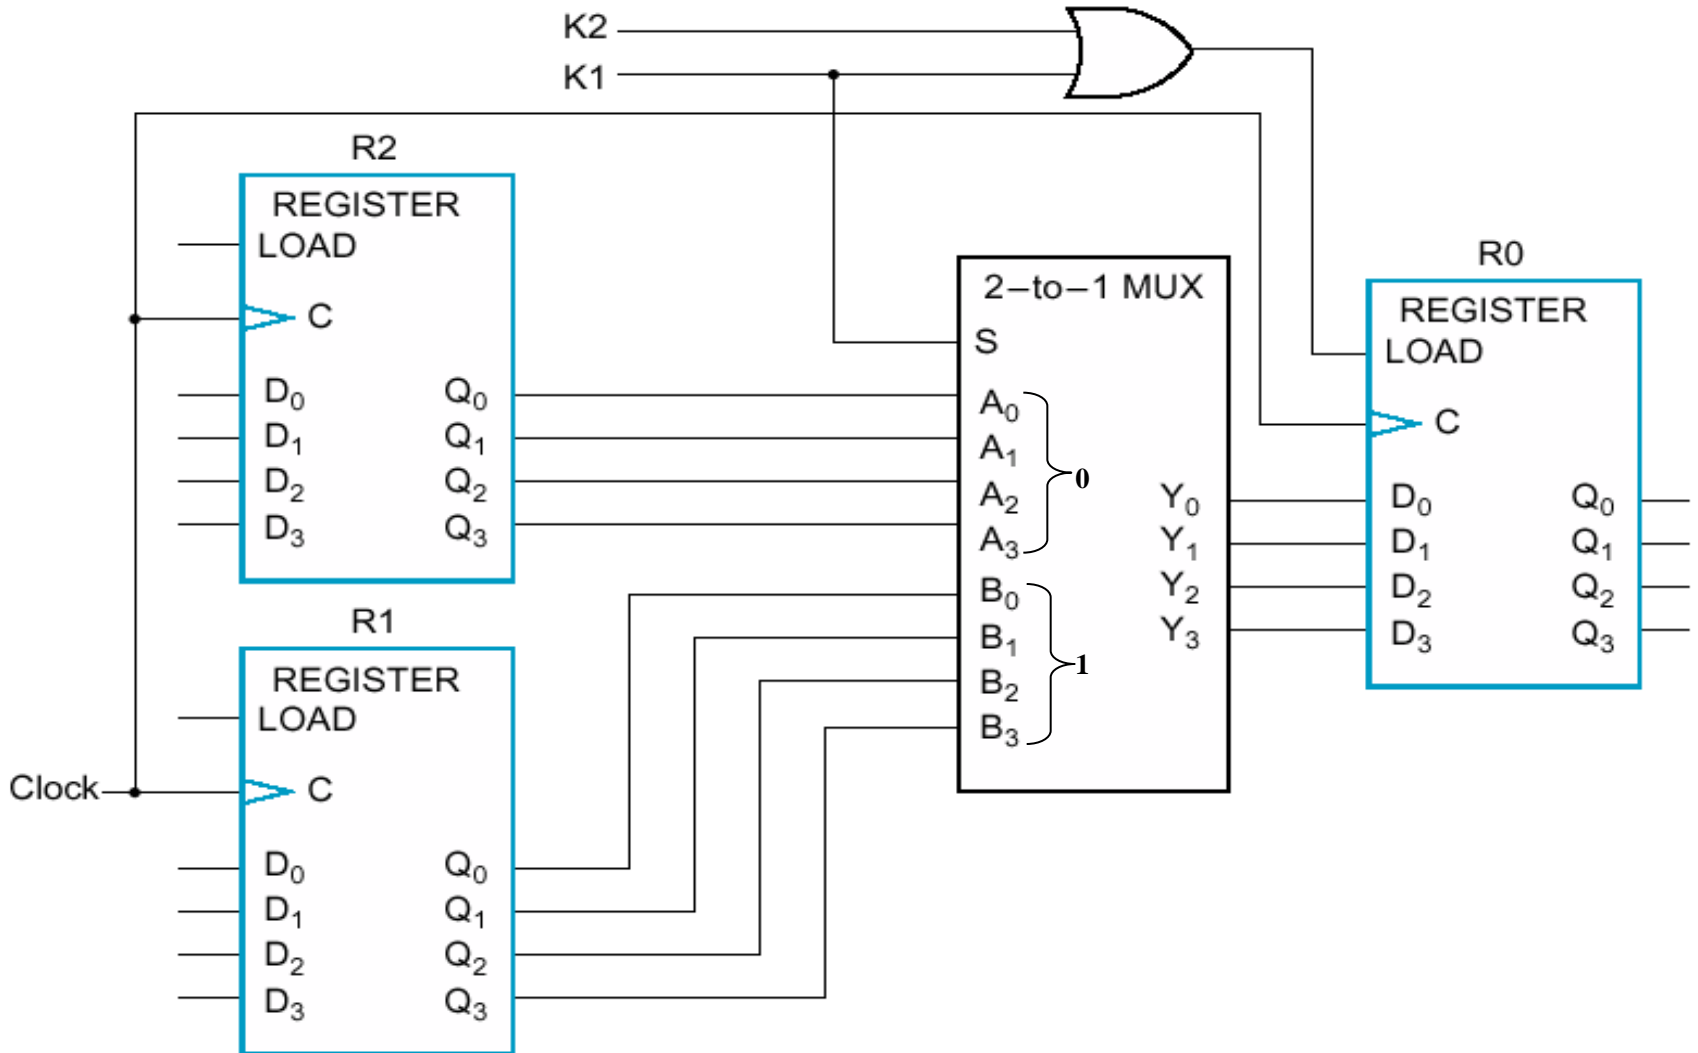 K2
K1
R2
REGISTER
LOAD
C
D0 Q0
D1 Q1
D2 Q2
D3 Q3
R1
REGISTER
LOAD
Clock C
D0 Q0
D1 Q1
D2 Q2
D3 Q3
2–to–1 MUX
S
A0
A1
A2
A3
0
B0
B1
B2
B3
1
Y0
Y1
Y2
Y3
R0
REGISTER
LOAD
C
D0 Q0
D1 Q1
D2 Q2
D3 Q3